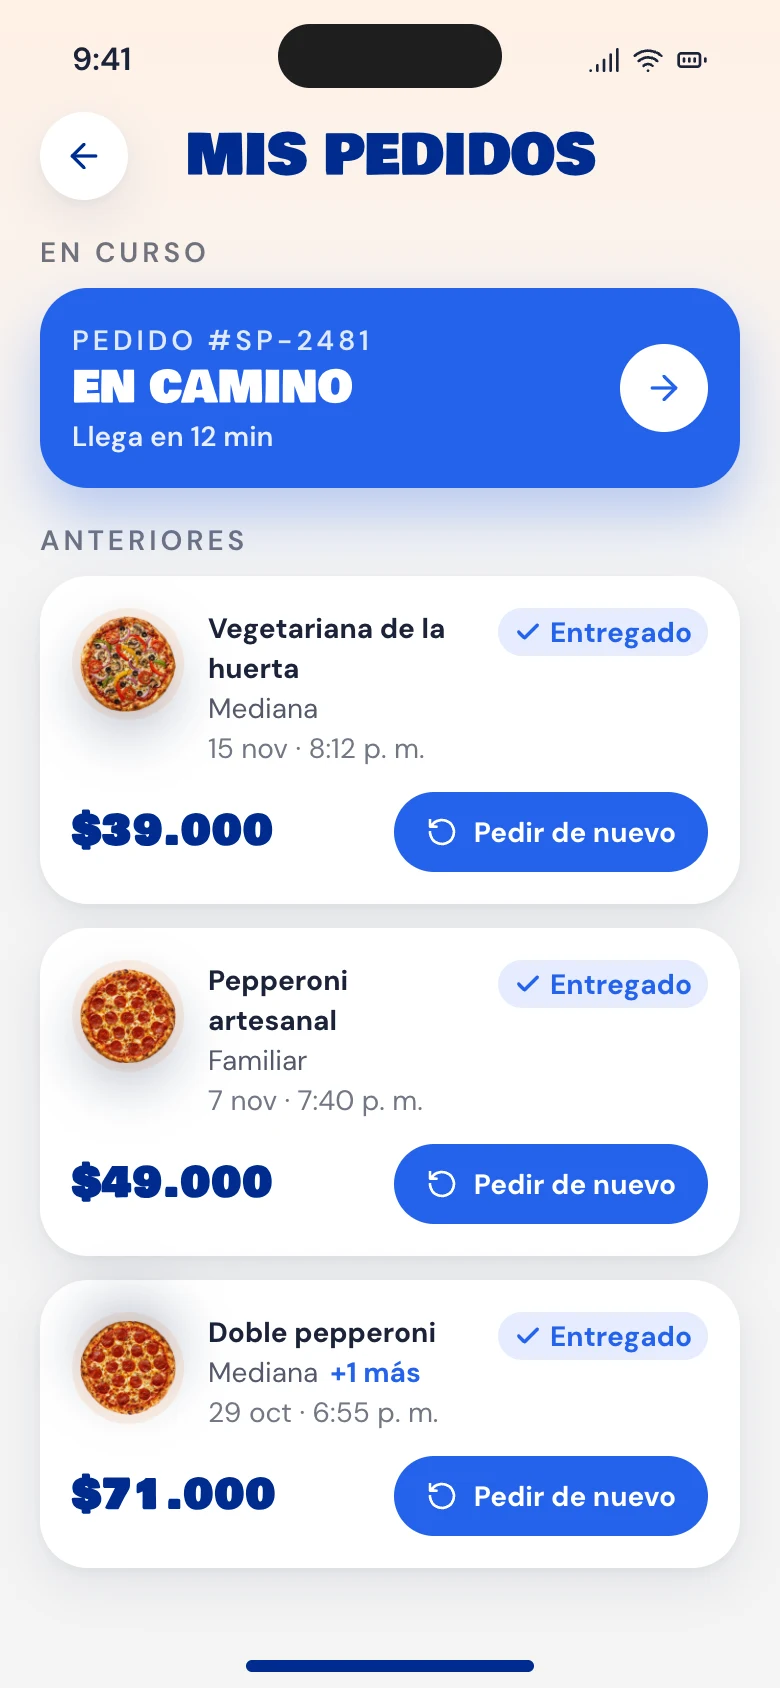 9:41
MIS PEDIDOS
EN CURSO
PEDIDO #SP-2481
EN CAMINO
Llega en 12 min
ANTERIORES
Vegetariana de la
huerta
Entregado
Mediana
15 nov · 8:12 p. m.
$39.000
Pedir de nuevo
Pepperoni
artesanal
Entregado
Familiar
7 nov · 7:40 p. m.
$49.000
Pedir de nuevo
Doble pepperoni
Entregado
Mediana +1 más
29 oct · 6:55 p. m.
$71.000
Pedir de nuevo